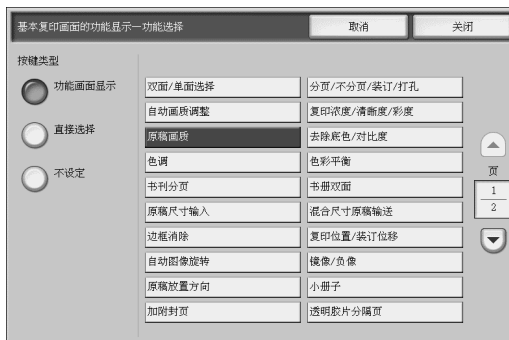 基本复印画面的功能显示—功能选择
取消
关闭
按键类型
功能画面显示
直接选择
不设定
双面/单面选择
分页/不分页/装订/打孔
自动画质调整
复印浓度/清晰度/彩度
原稿画质
去除底色/对比度
色调
色彩平衡
书刊分页
书册双面
原稿尺寸输入
混合尺寸原稿输送
边框消除
复印位置/装订位移
自动图像旋转
镜像/负像
原稿放置方向
小册子
加附封页
透明胶片分隔页
页
1
2